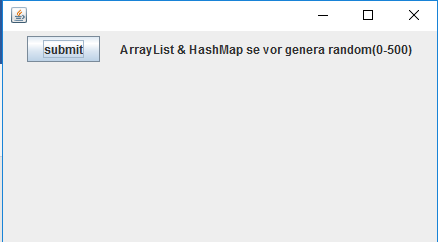 submit ArrayList & HashMap se vor genera random(0-500)